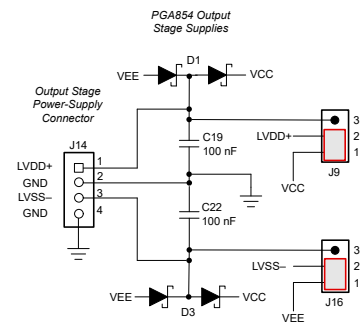 PGA854 Output
Stage Supplies
D1
VEE
VCC
Output Stage
Power-Supply
Connector
J14
LVDD+
1
GND
2
LVSS–
3
GND
4
C19
100 nF
C22
100 nF
3
LVDD+
2
1
J9
VCC
3
LVSS–
2
1
J16
VEE
VEE
VCC
D3